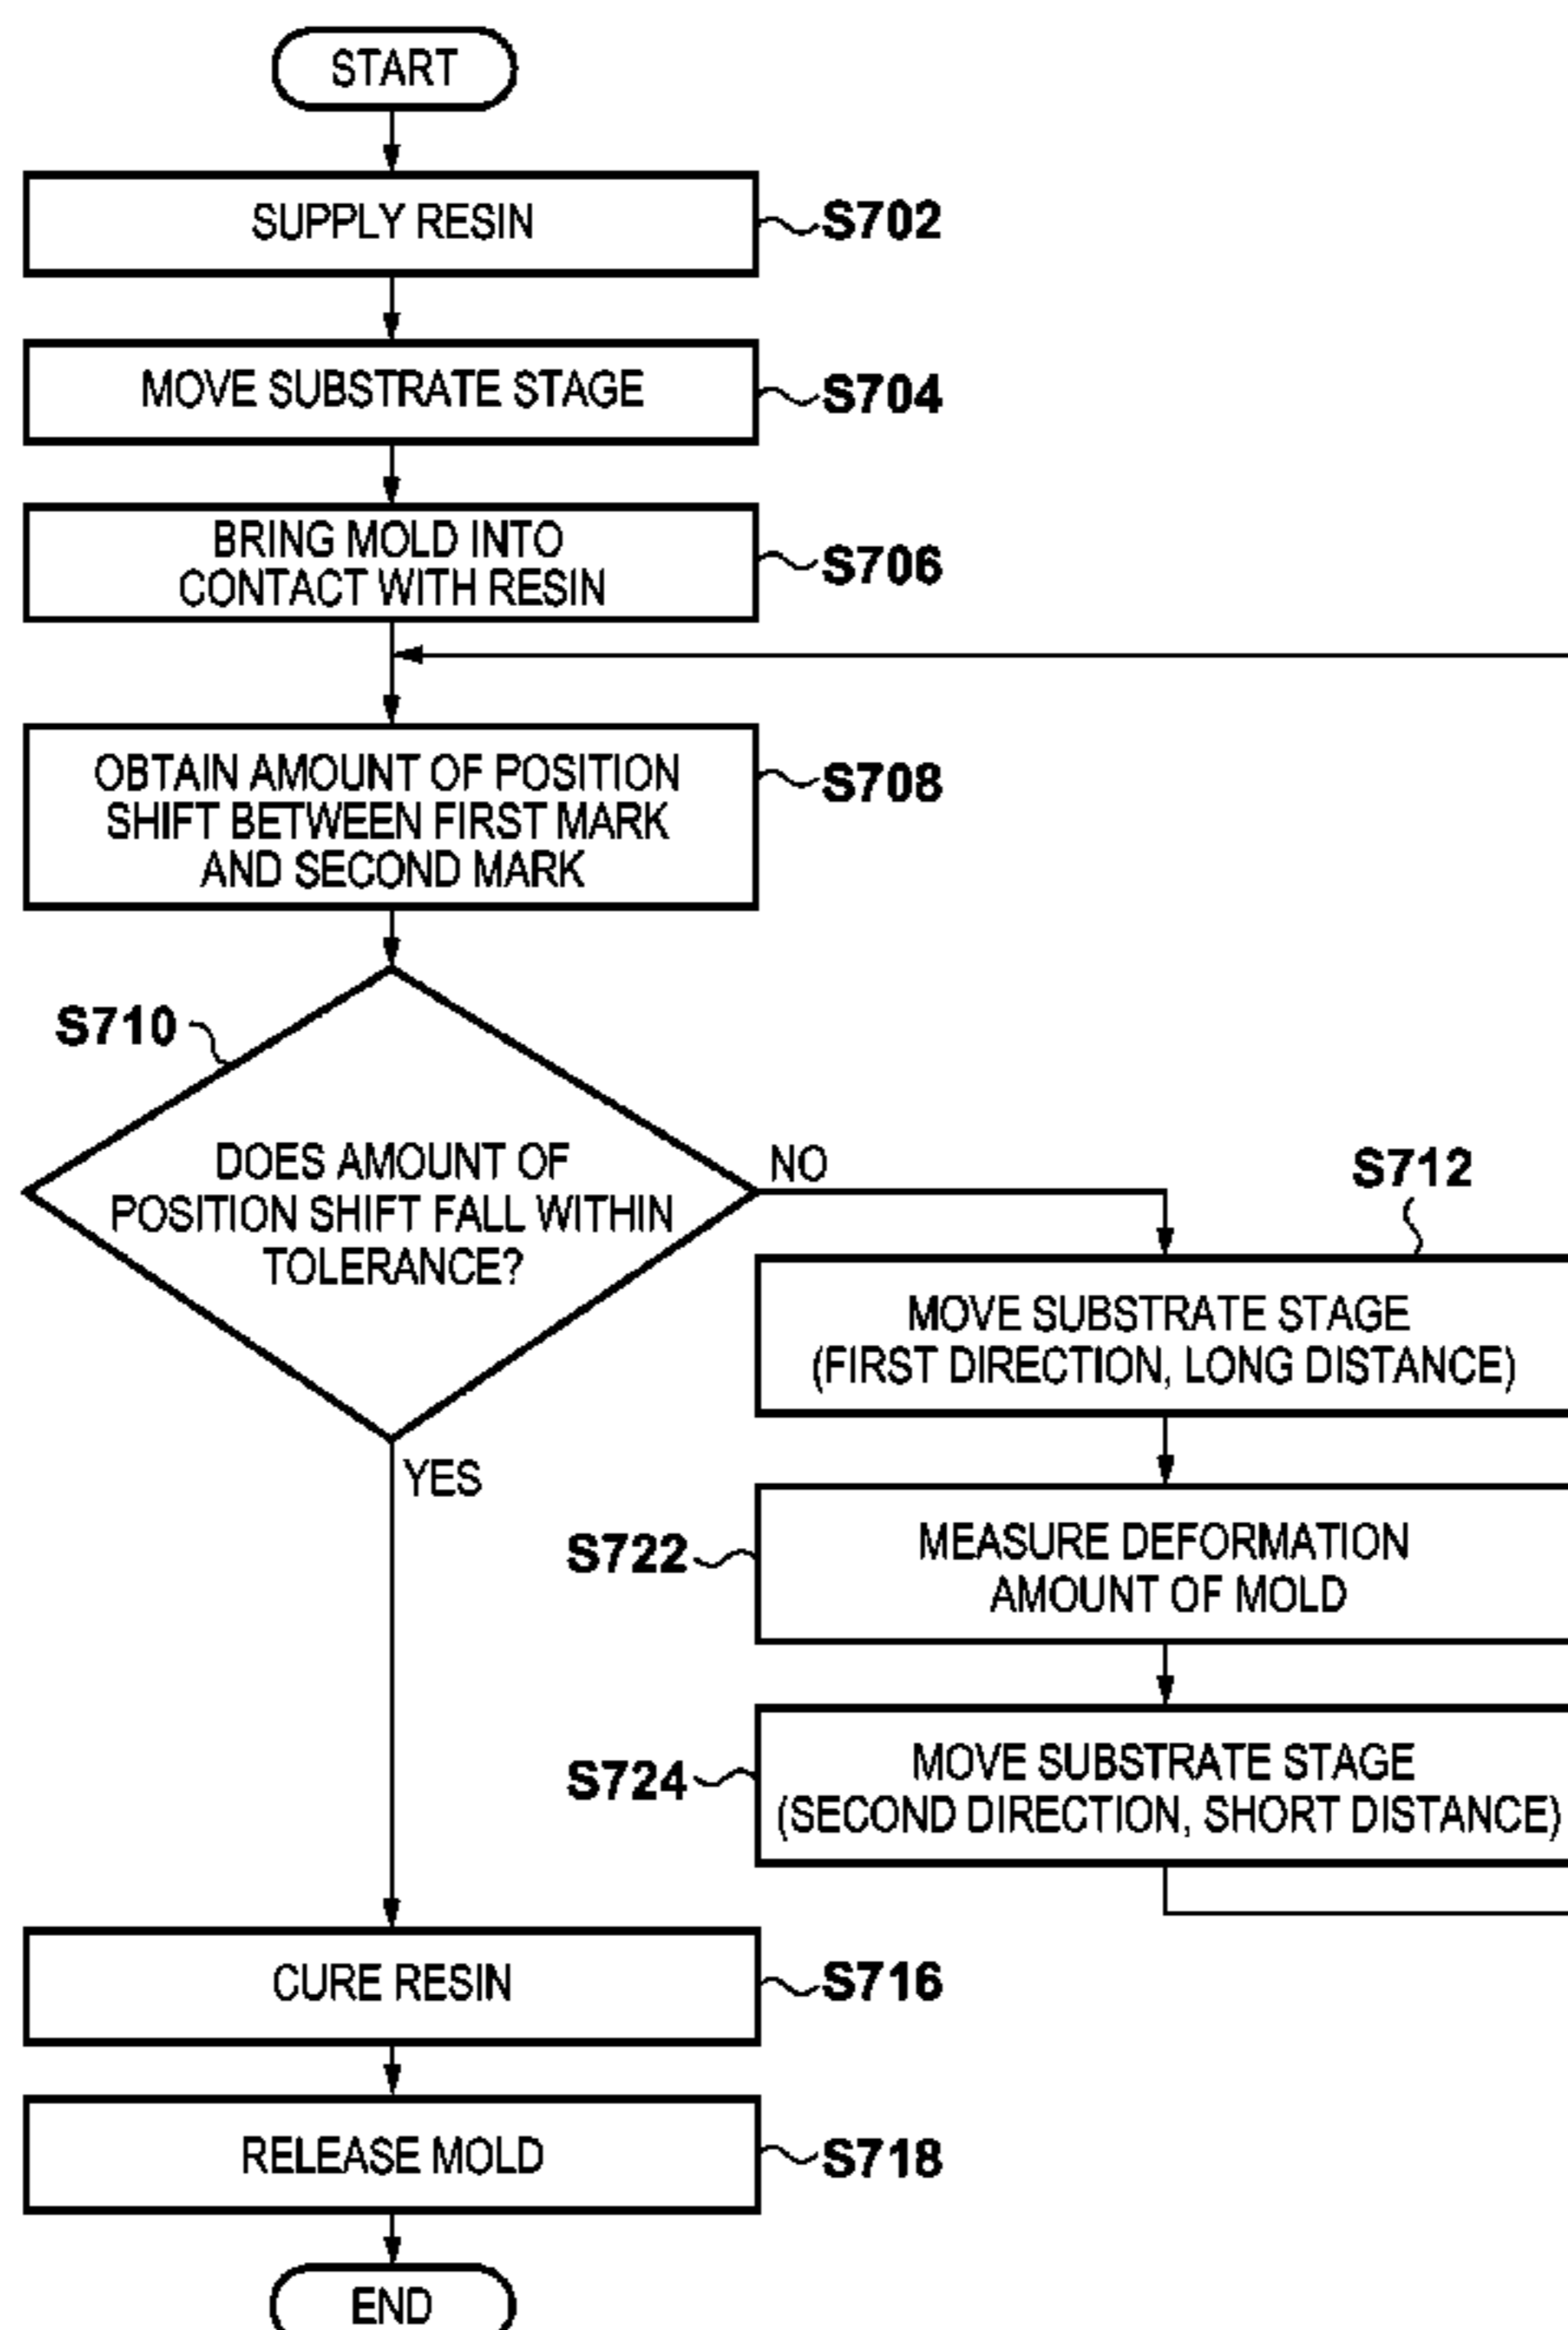 START
SUPPLY RESIN
S702
MOVE SUBSTRATE STAGE
S704
BRING MOLD INTO
CONTACT WITH RESIN
S706
OBTAIN AMOUNT OF POSITION
SHIFT BETWEEN FIRST MARK
AND SECOND MARK
S708
S710
DOES AMOUNT OF
POSITION SHIFT FALL WITHIN
TOLERANCE?
NO
YES
S712
MOVE SUBSTRATE STAGE
(FIRST DIRECTION, LONG DISTANCE)
S722
MEASURE DEFORMATION
AMOUNT OF MOLD
S724
MOVE SUBSTRATE STAGE
(SECOND DIRECTION, SHORT DISTANCE)
CURE RESIN
S716
RELEASE MOLD
S718
END